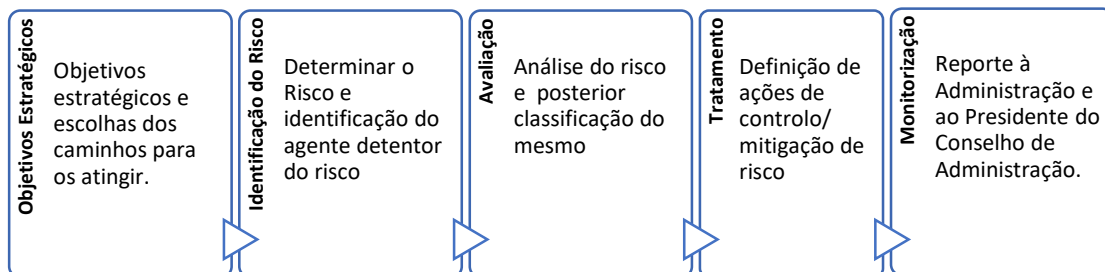 Objetivos Estratégicos
Objetivos
estratégicos e
escolhas dos
caminhos para
os atingir.
Identificação do Risco
Determinar o
Risco e
identificação do
agente detentor
do risco
Avaliação
Análise do risco
e posterior
classificação do
mesmo
Tratamento
Definição de
ações de
controlo/
mitigação de
risco
Monitorização
Reporte à
Administração e
ao Presidente do
Conselho de
Administração.